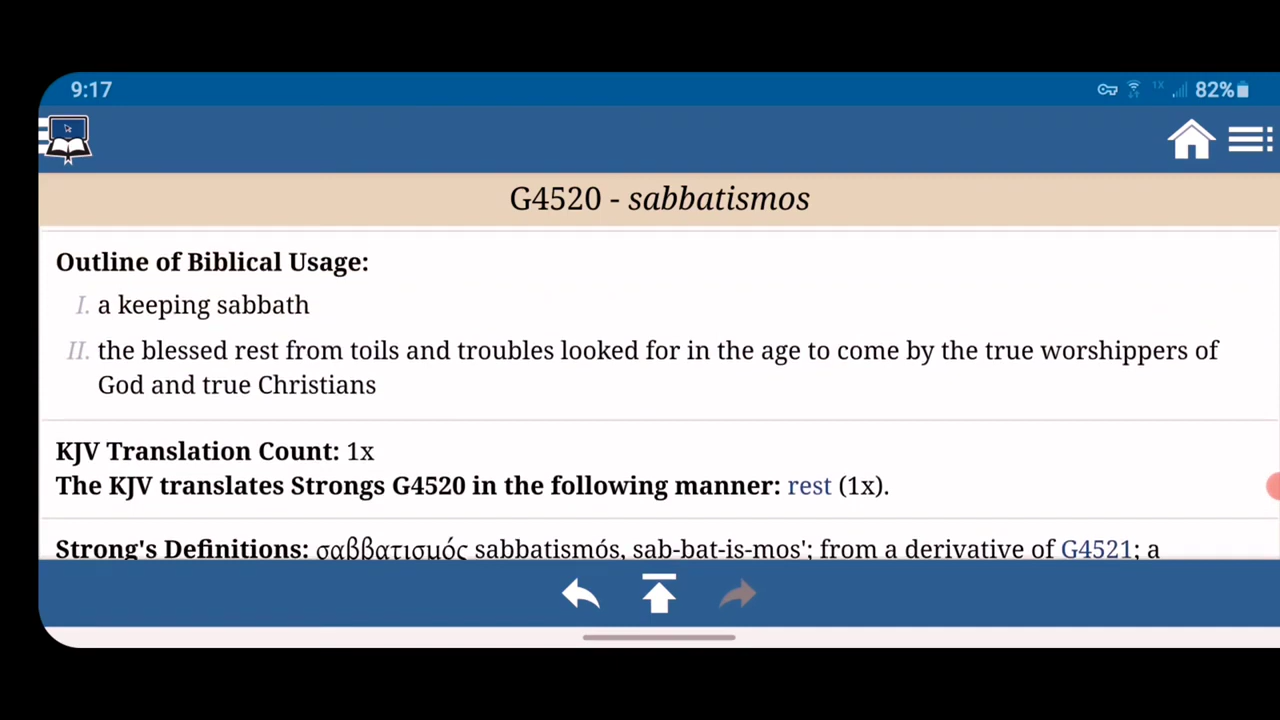 9:17
1X
82%
G4520 - sabbatismos
Outline of Biblical Usage:
I. a keeping sabbath
II. the blessed rest from toils and troubles looked for in the age to come by the true worshippers of
God and true Christians
KJV Translation Count: 1x
The KJV translates Strongs G4520 in the following manner: rest (1x).
Strong's Definitions: σαββατισμός sabbatismós, sab-bat-is-mos'; from a derivative of G4521; a